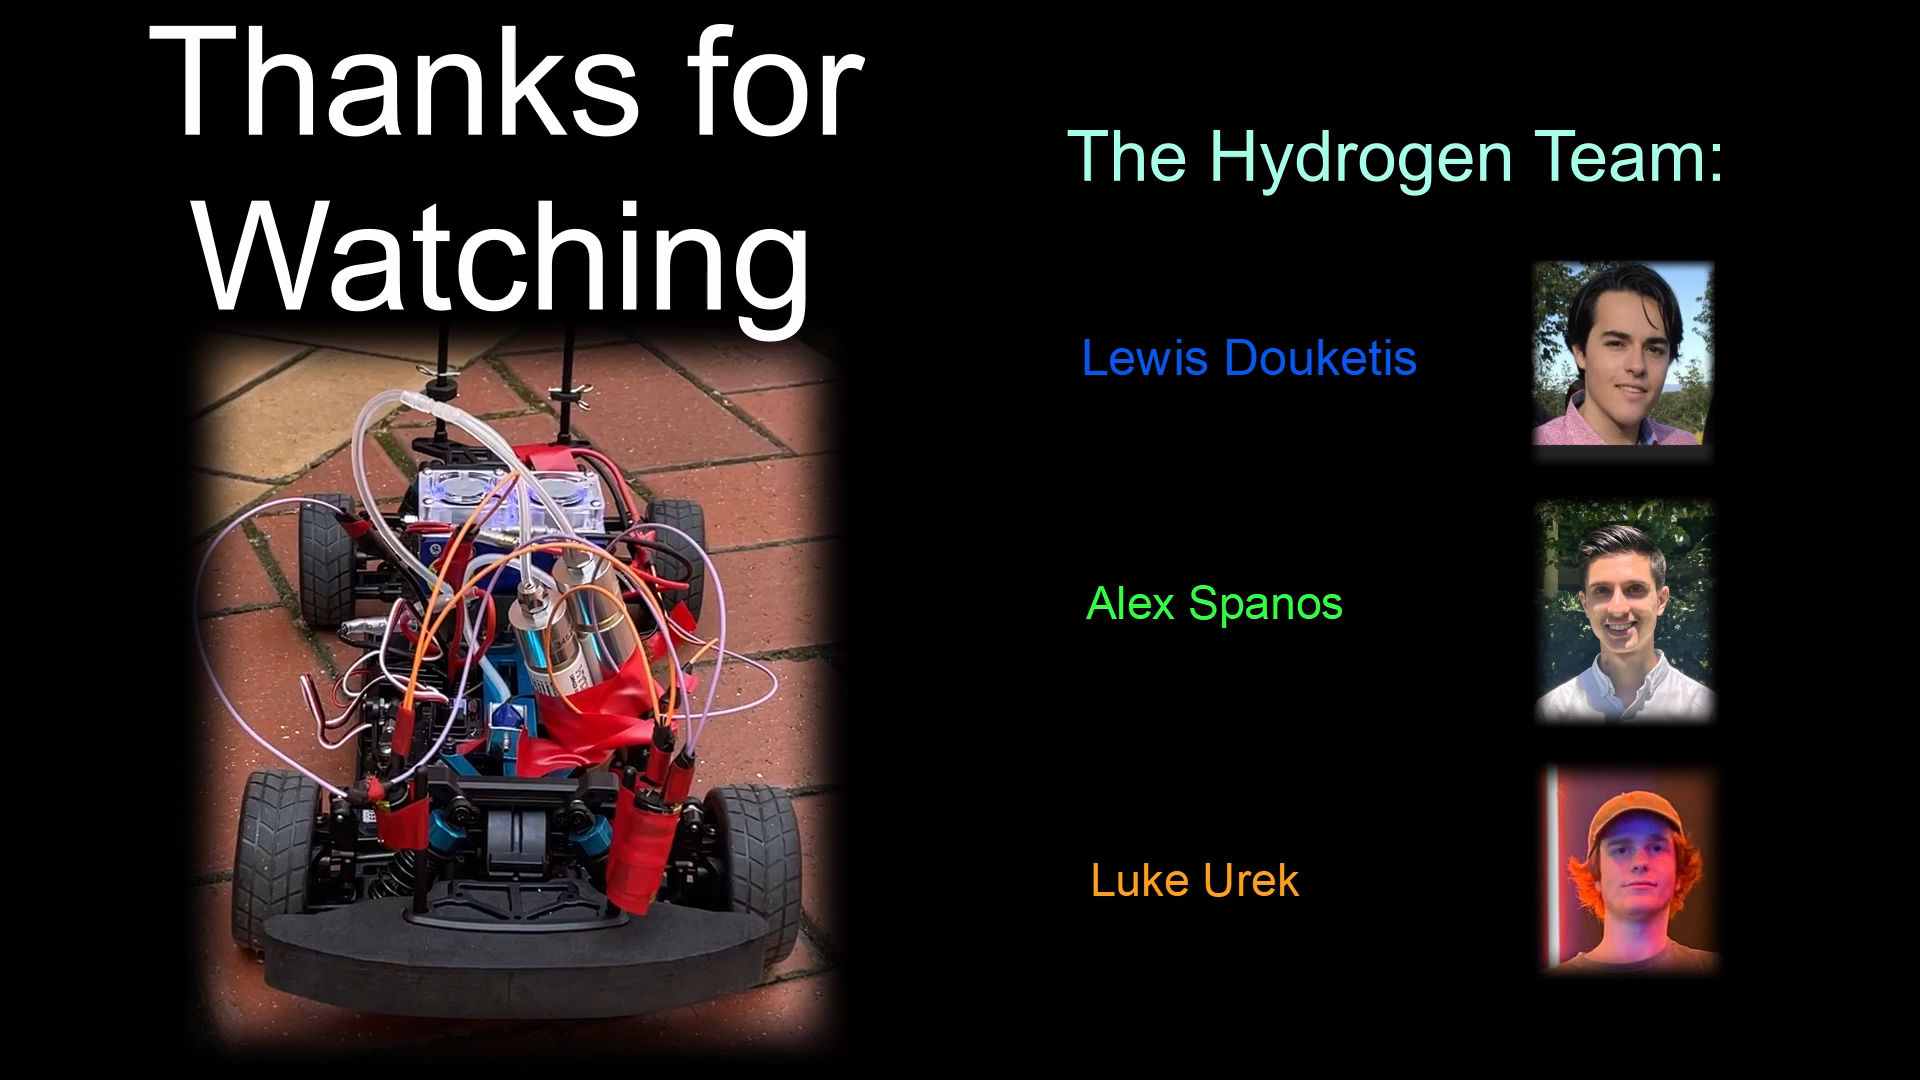 Thanks for
Watching
The Hydrogen Team:
Lewis Douketis
Alex Spanos
Luke Urek